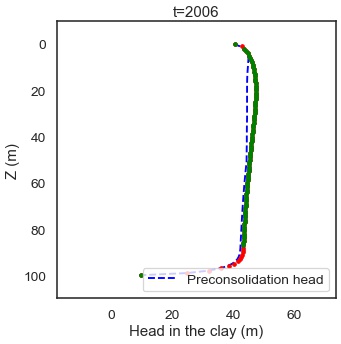 t=2006
0
20
40
60
80
100
Z (m)
Preconsolidation head
0 20 40 60
Head in the clay (m)